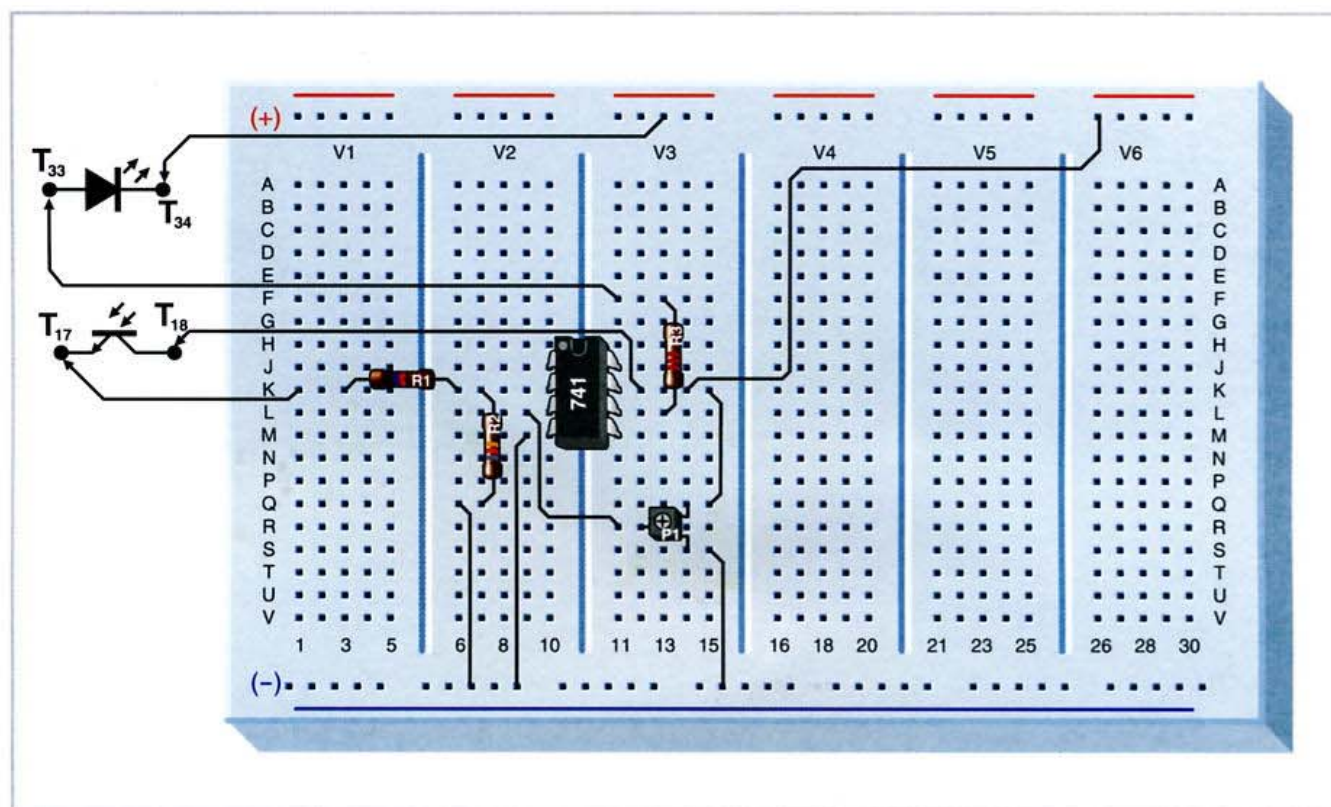 (+)
V1 V2 V3 V4 V5 V6
T33
T34
A A
B B
C C
D D
E E
F F
G G
T17 T18
H H
J J
K K
L L
M M
N N
P P
Q Q
R R
S S
T T
U U
V V
R1
R2
R3
741
P1
1 3 5 6 8 10 11 13 15 16 18 20 21 23 25 26 28 30
(−)